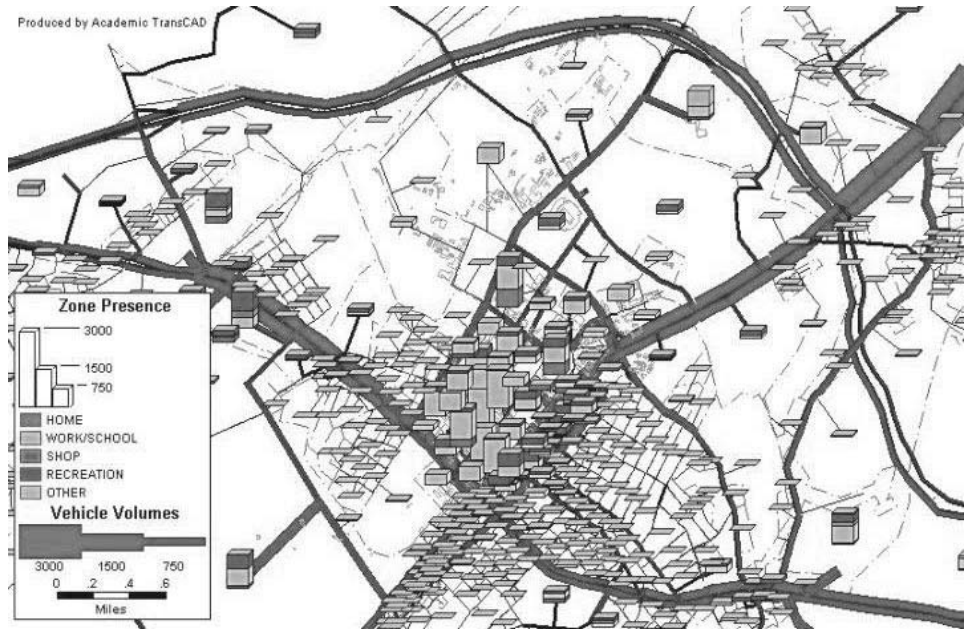 Produced by Academic TransCAD
Zone Presence
3000
1500
750
HOME
WORK/SCHOOL
SHOP
RECREATION
OTHER
Vehicle Volumes
3000 1500 750
0 .2 .4 .6
Miles